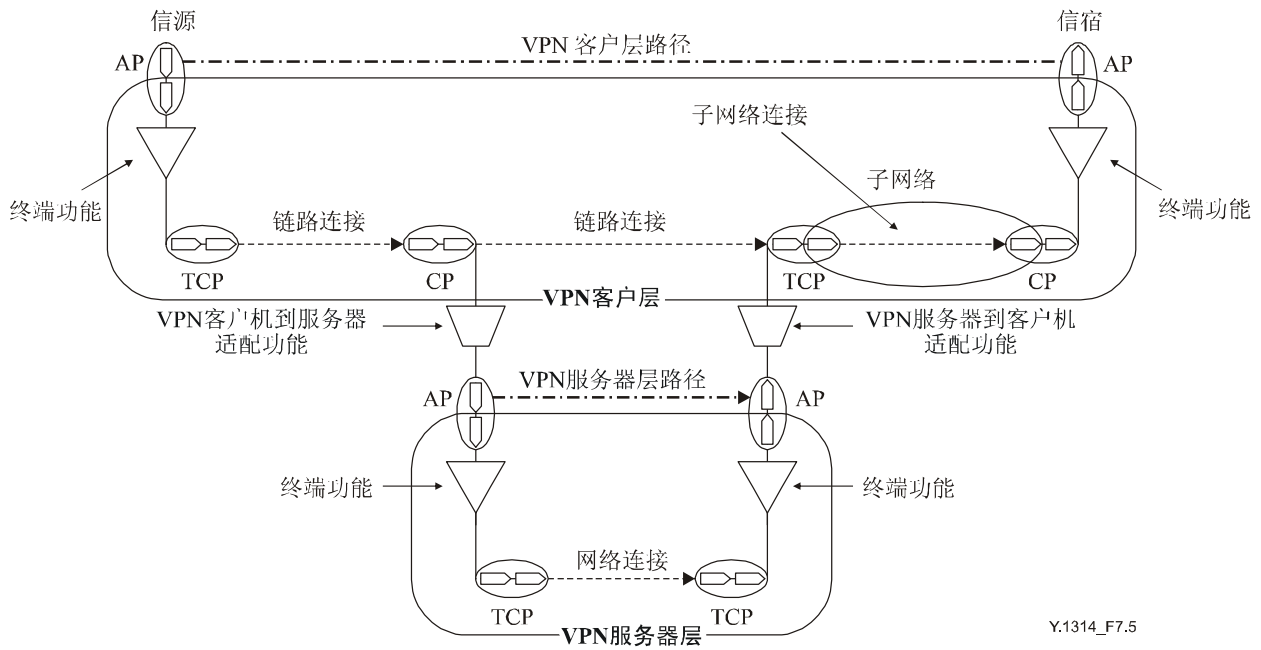 信源
信宿
VPN 客户层路径
AP
AP
子网络连接
子网络
终端功能
终端功能
链路连接
链路连接
TCP
CP
TCP
CP
VPN客户层
VPN客户机到服务器
适配功能
VPN服务器到客户机
适配功能
VPN服务器层路径
AP
AP
终端功能
终端功能
网络连接
TCP
TCP
VPN服务器层
Y.1314_F7.5